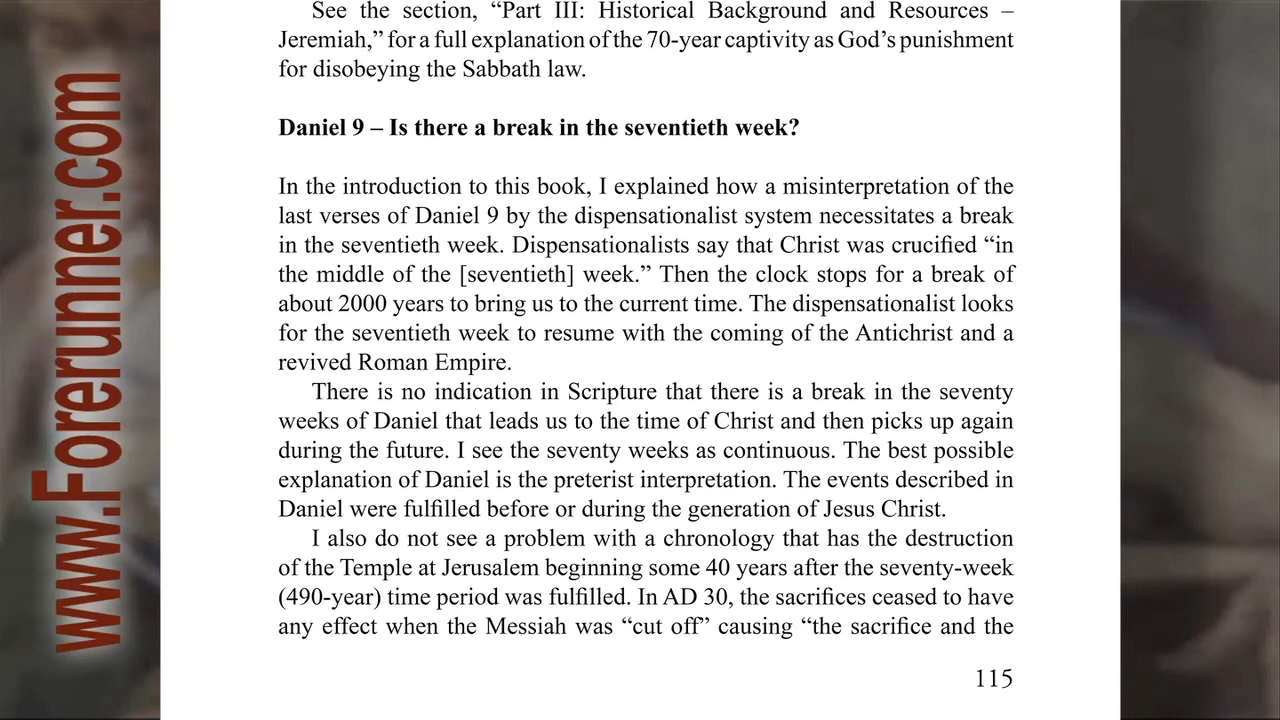 www.Forerunner.com
See the section, “Part III: Historical Background and Resources –
Jeremiah,” for a full explanation of the 70-year captivity as God’s punishment
for disobeying the Sabbath law.
Daniel 9 – Is there a break in the seventieth week?
In the introduction to this book, I explained how a misinterpretation of the
last verses of Daniel 9 by the dispensationalist system necessitates a break
in the seventieth week. Dispensationalists say that Christ was crucified “in
the middle of the [seventieth] week.” Then the clock stops for a break of
about 2000 years to bring us to the current time. The dispensationalist looks
for the seventieth week to resume with the coming of the Antichrist and a
revived Roman Empire.
There is no indication in Scripture that there is a break in the seventy
weeks of Daniel that leads us to the time of Christ and then picks up again
during the future. I see the seventy weeks as continuous. The best possible
explanation of Daniel is the preterist interpretation. The events described in
Daniel were fulfilled before or during the generation of Jesus Christ.
I also do not see a problem with a chronology that has the destruction
of the Temple at Jerusalem beginning some 40 years after the seventy-week
(490-year) time period was fulfilled. In AD 30, the sacrifices ceased to have
any effect when the Messiah was “cut off” causing “the sacrifice and the
115